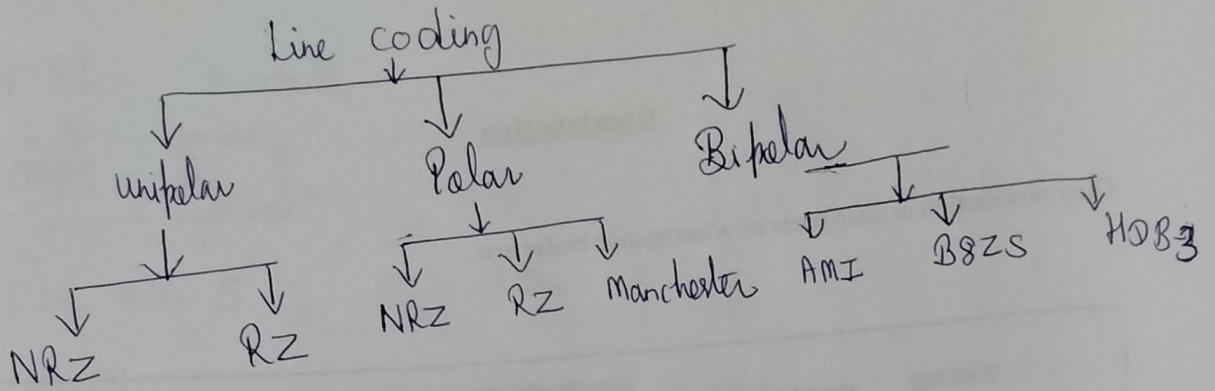 Line coding
unipolar
Polar
Bipolar
NRZ
RZ
NRZ
RZ
Manchester
AMI
B8ZS
HDB3